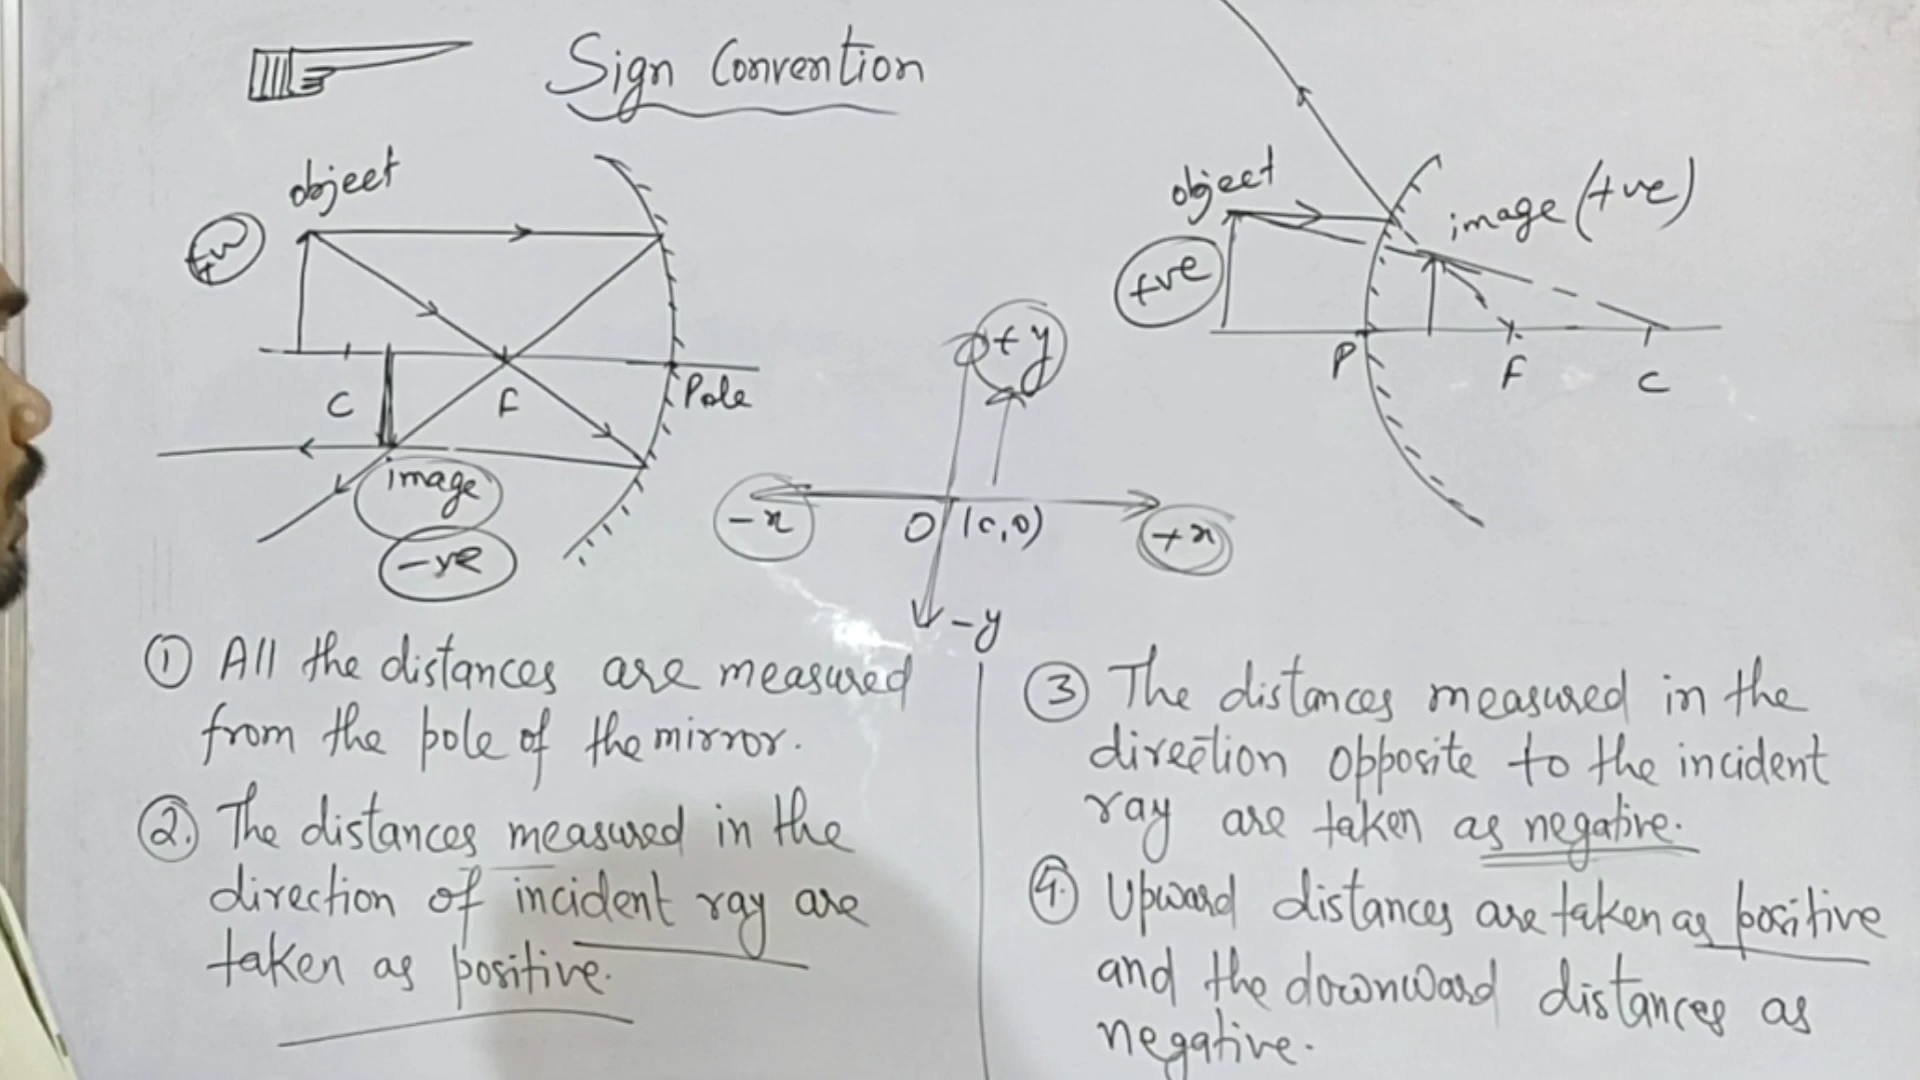 Sign Convention
object
+ve
C
F
Pole
image
-ve
+y
-x
O
(0,0)
+x
-y
object
image (+ve)
+ve
P
F
C
① All the distances are measured
from the pole of the mirror.
②. The distances measured in the
direction of incident ray are
taken as positive.
③ The distances measured in the
direction opposite to the incident
ray are taken as negative.
④. Upward distances are taken as positive
and the downward distances as
negative.